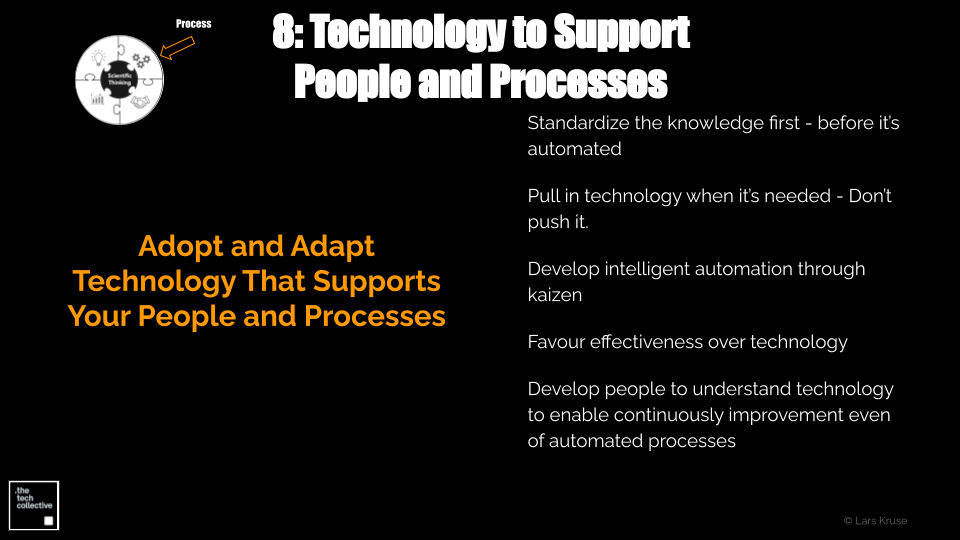 Process
8: Technology to Support
People and Processes
Scientific
Thinking
Standardize the knowledge first - before it's
automated
Pull in technology when it's needed - Don't
push it.
Develop intelligent automation through
kaizen
Favour effectiveness over technology
Develop people to understand technology
to enable continuously improvement even
of automated processes
Adopt and Adapt
Technology That Supports
Your People and Processes
.the
tech
collective
© Lars Kruse